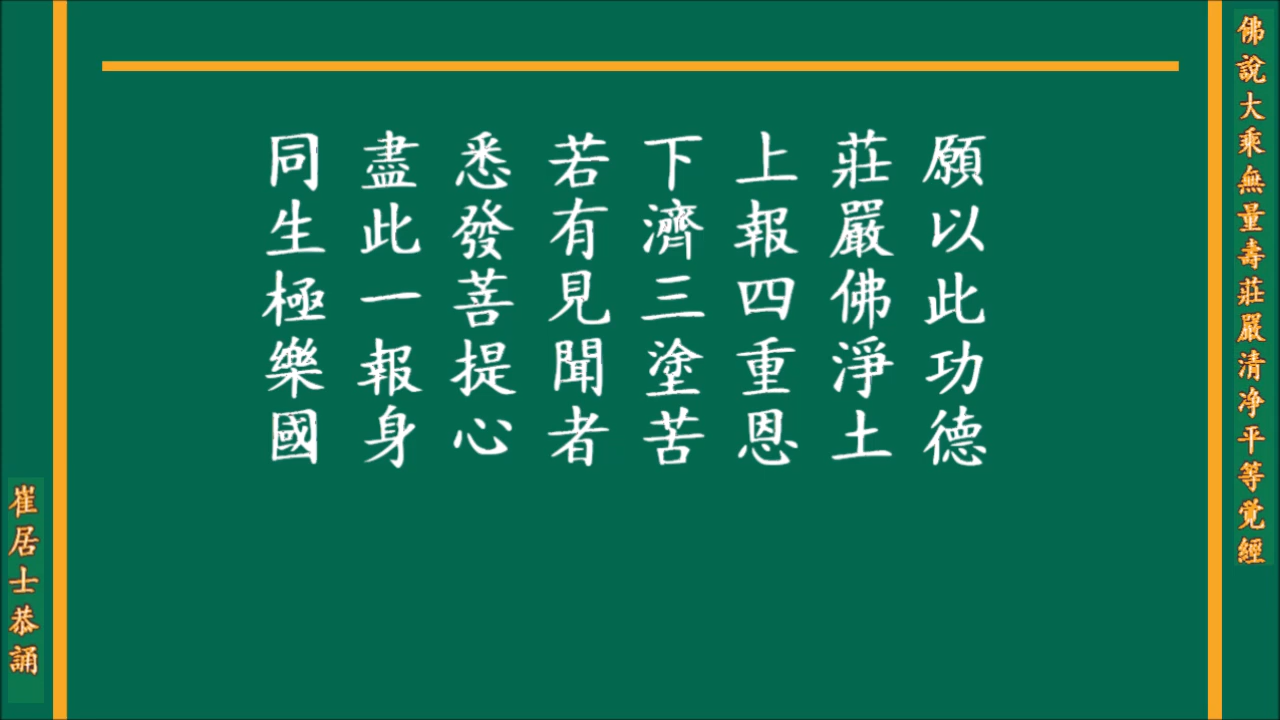 佛說大乘無量壽莊嚴清净平等觉經
願以此功德
莊嚴佛淨土
上報四重恩
下濟三塗苦
若有見聞者
悉發菩提心
盡此一報身
同生極樂國
崔居士恭誦